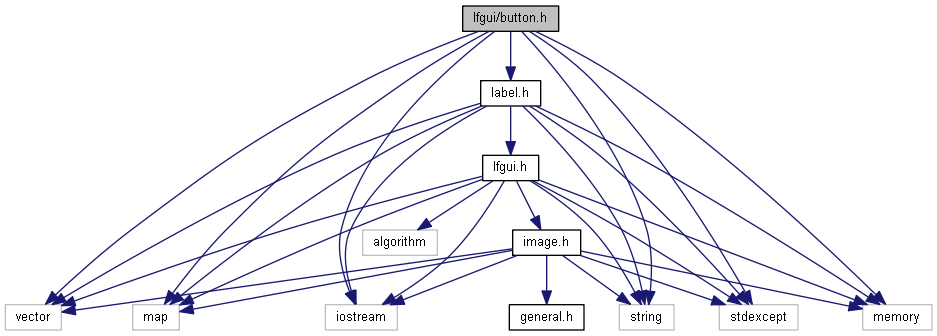 lfgui/button.h
label.h
lfgui.h
algorithm
image.h
vector
map
iostream
general.h
string
stdexcept
memory